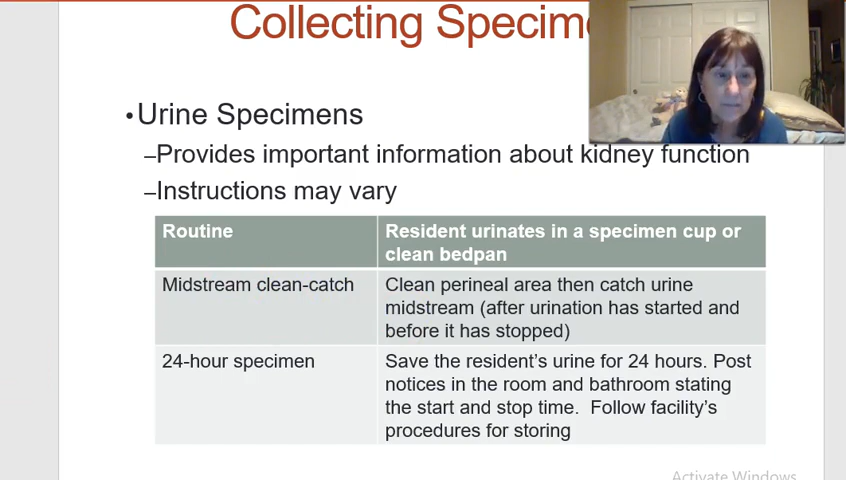 Collecting Specim
•Urine Specimens
–Provides important information about kidney function
–Instructions may vary
Routine
Resident urinates in a specimen cup or
clean bedpan
Midstream clean-catch
Clean perineal area then catch urine
midstream (after urination has started and
before it has stopped)
24-hour specimen
Save the resident's urine for 24 hours. Post
notices in the room and bathroom stating
the start and stop time.  Follow facility's
procedures for storing
Activate Windows